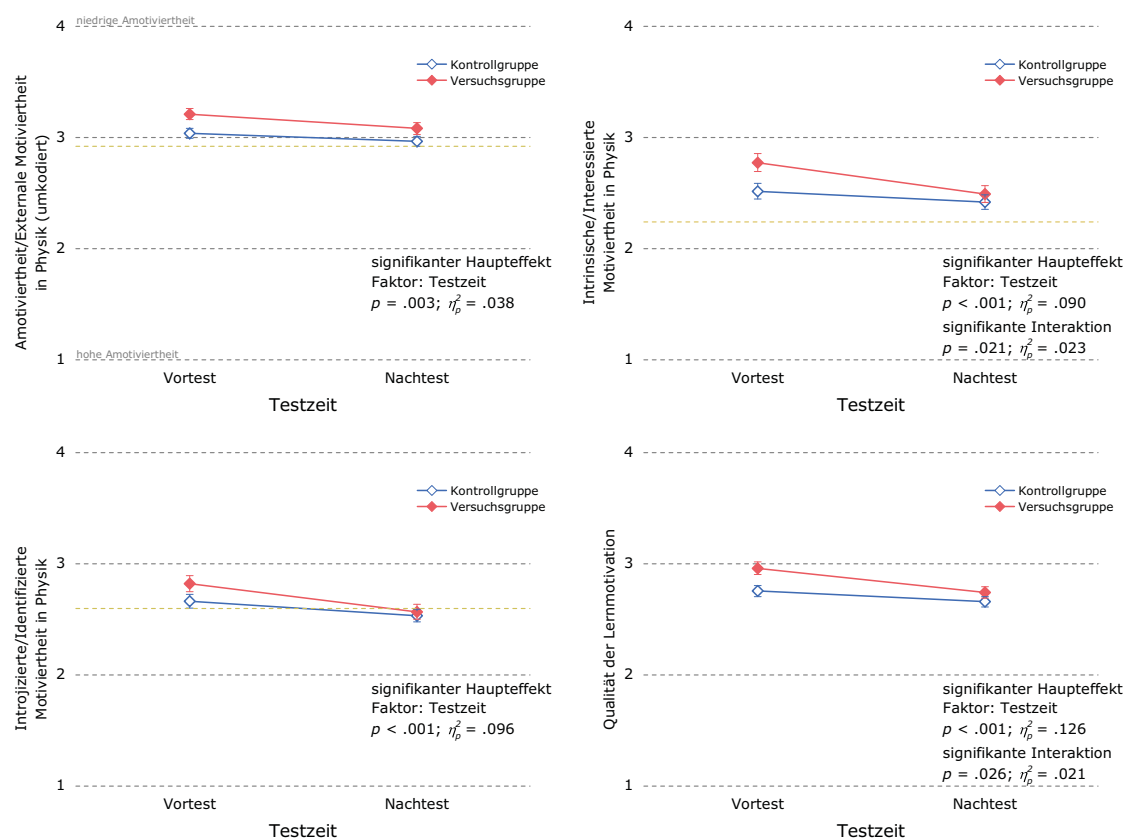 4
niedrige Amotiviertheit
Kontrollgruppe
Versuchsgruppe
3
2
signifikanter Haupteffekt
Faktor: Testzeit
p = .003; η²ₚ = .038
hohe Amotiviertheit
1
Vortest
Nachtest
Testzeit
Amotiviertheit/Externale Motiviertheit
in Physik (umkodiert)
4
Kontrollgruppe
Versuchsgruppe
3
2
signifikanter Haupteffekt
Faktor: Testzeit
p < .001; η²ₚ = .090
signifikante Interaktion
p = .021; η²ₚ = .023
1
Vortest
Nachtest
Testzeit
Intrinsische/Interessierte
Motiviertheit in Physik
4
Kontrollgruppe
Versuchsgruppe
3
2
signifikanter Haupteffekt
Faktor: Testzeit
p < .001; η²ₚ = .096
1
Vortest
Nachtest
Testzeit
Introjizierte/Identifizierte
Motiviertheit in Physik
4
Kontrollgruppe
Versuchsgruppe
3
2
signifikanter Haupteffekt
Faktor: Testzeit
p < .001; η²ₚ = .126
signifikante Interaktion
p = .026; η²ₚ = .021
1
Vortest
Nachtest
Testzeit
Qualität der Lernmotivation